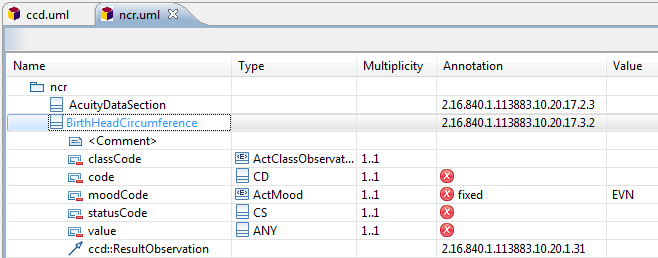 ccd.uml ncr.uml
Name Type Multiplicity Annotation Value
ncr
AcuityDataSection 2.16.840.1.113883.10.20.17.2.3
BirthHeadCircumference 2.16.840.1.113883.10.20.17.3.2
<Comment>
classCode ActClassObservat... 1..1
code CD 1..1
moodCode ActMood 1..1 fixed EVN
statusCode CS 1..1
value ANY 1..1
ccd::ResultObservation 2.16.840.1.113883.10.20.1.31